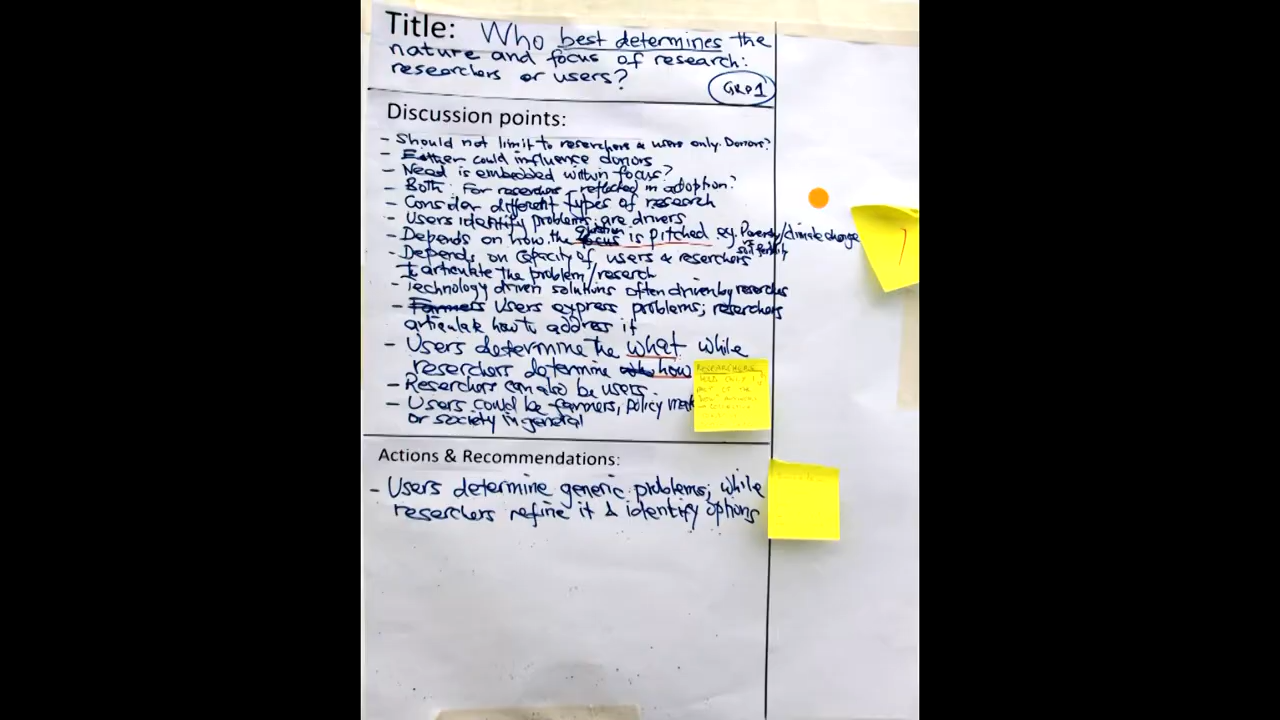 Title: Who best determines the
nature and focus of research:
researchers or users?
GRP1
Discussion points:
- Should not limit to researchers & users only. Donors?
- Either could influence donors
- Need is embedded within focus?
- Both: For researchers - reflected in adoption?
- Consider different types of research
- Users identify problems; are drivers
- Depends on how the question is pitched eg. Poverty/climate change
vs soil fertility
- Depends on capacity of users & researchers
to articulate the problem/research
- Technology driven solutions often driven by researchers
- Farmers Users express problems; researchers
articulate how to address it
- Users determine the what while
researchers determine how
- Researchers can also be users
- Users could be farmers, policy mak
or society in general
RESEARCHERS
Actions & Recommendations:
- Users determine generic problems; while
researchers refine it & identify options